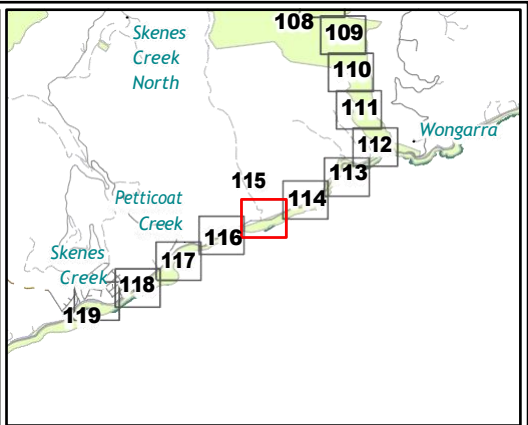 108
109
Skenes
Creek
North
110
111
112
Wongarra
113
115
114
Petticoat
Creek
116
Skenes
Creek
117
118
119